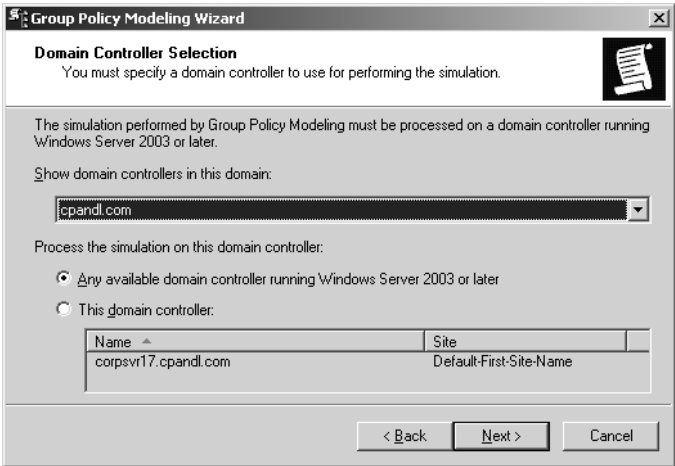 Group Policy Modeling Wizard
Domain Controller Selection
You must specify a domain controller to use for performing the simulation.
The simulation performed by Group Policy Modeling must be processed on a domain controller running
Windows Server 2003 or later.
Show domain controllers in this domain:
cpandl.com
Process the simulation on this domain controller:
Any available domain controller running Windows Server 2003 or later
This domain controller:
Name Site
corpsvr17.cpandl.com Default-First-Site-Name
< Back Next > Cancel